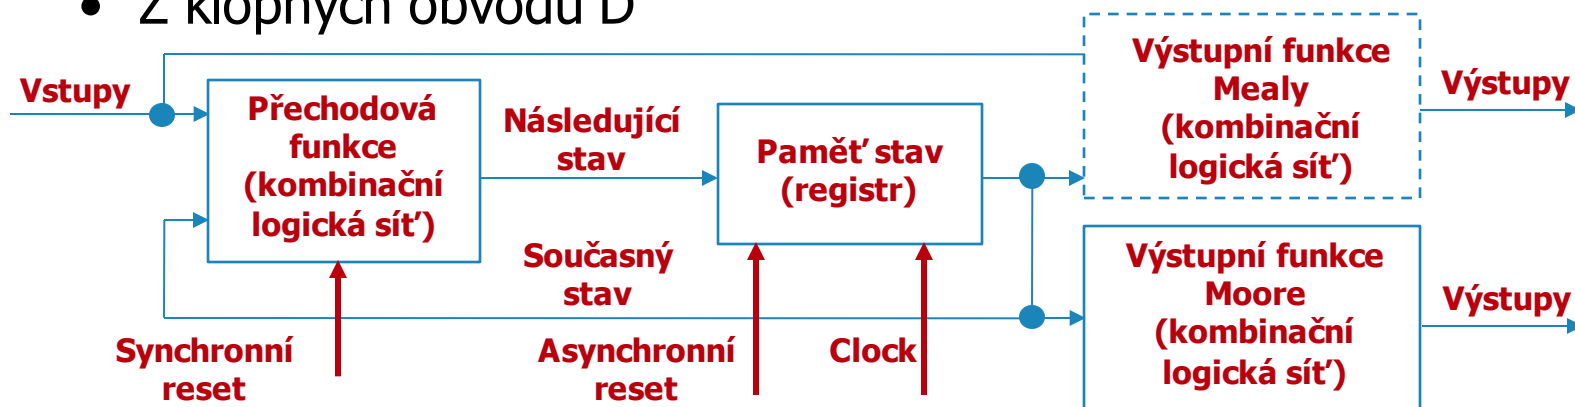 • Z klopných obvodů D
Vstupy
Přechodová
funkce
(kombinační
logická síť)
Následující
stav
Paměť stav
(registr)
Výstupní funkce
Mealy
(kombinační
logická síť)
Výstupy
Současný
stav
Výstupní funkce
Moore
(kombinační
logická síť)
Výstupy
Synchronní
reset
Asynchronní
reset
Clock